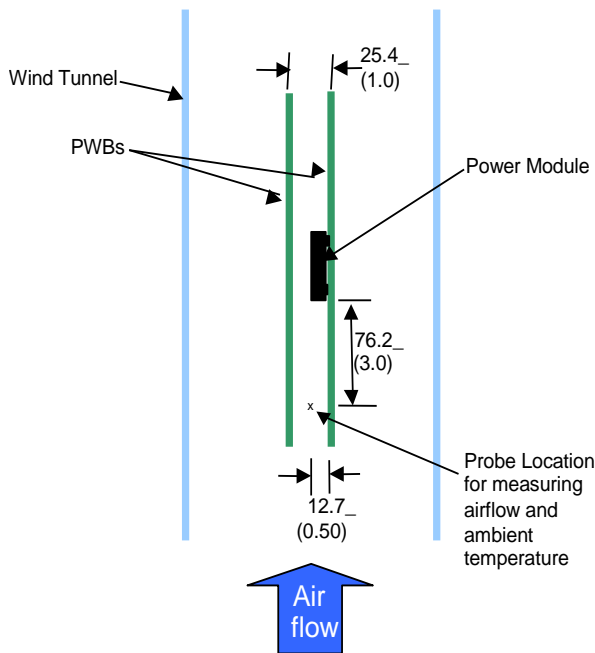 25.4_
(1.0)
Wind Tunnel
PWBs
Power Module
76.2_
(3.0)
x
Probe Location
for measuring
airflow and
ambient
temperature
12.7_
(0.50)
Air
flow